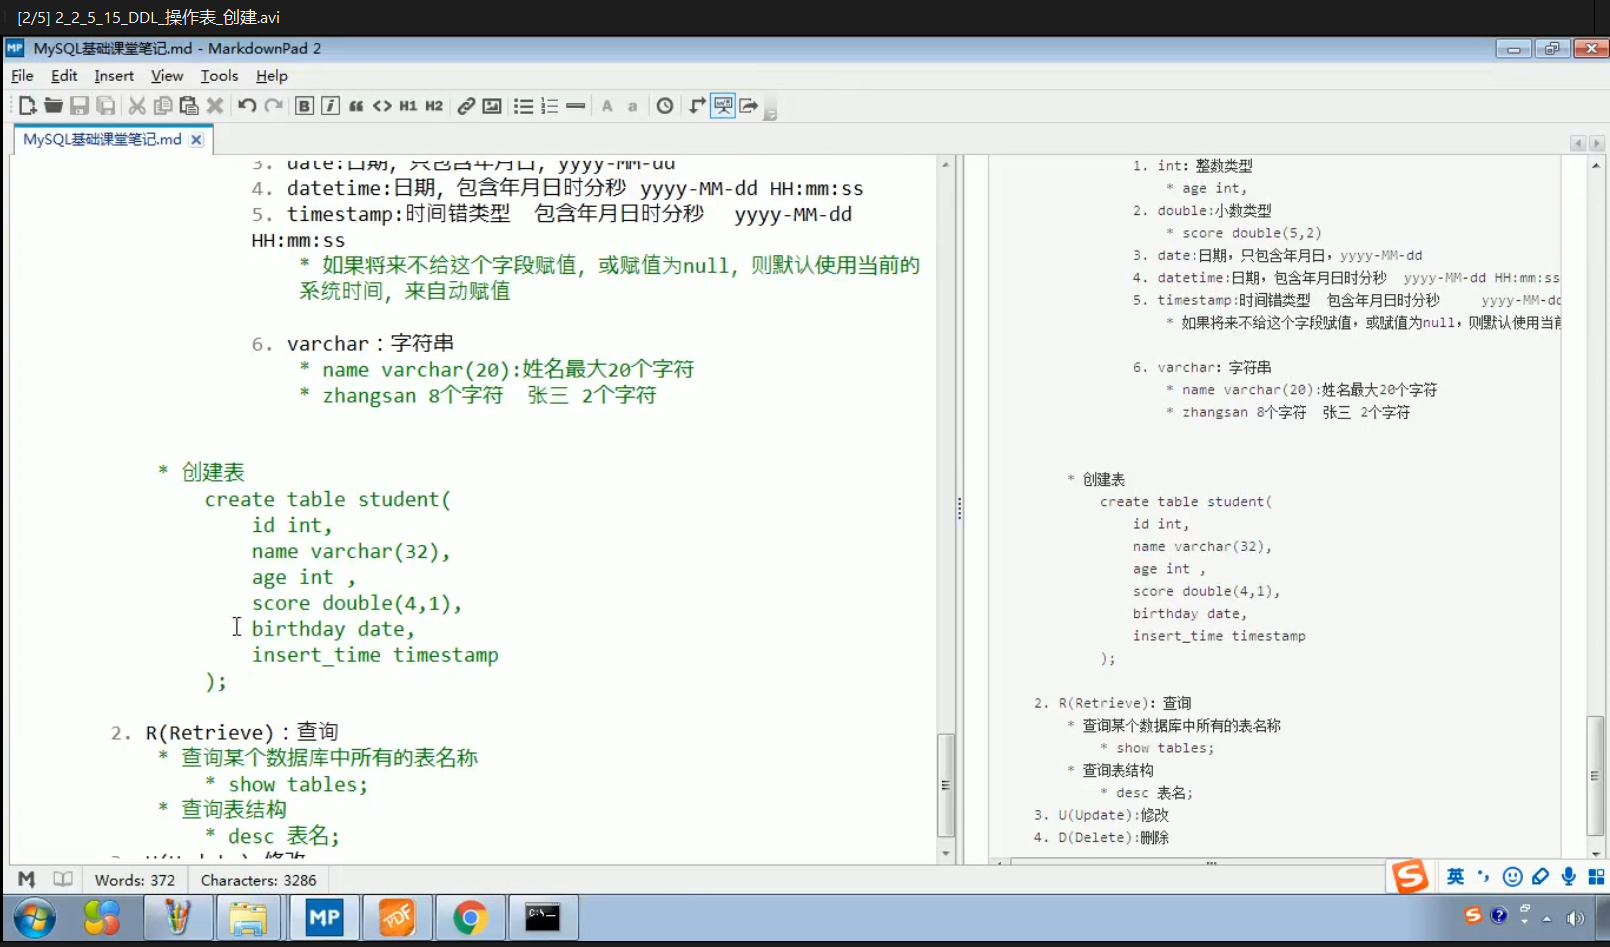 [2/5] 2_2_5_15_DDL_操作表_创建.avi
MySQL基础课堂笔记.md - MarkdownPad 2
File Edit Insert View Tools Help
H1 H2
MySQL基础课堂笔记.md
3. date:日期，只包含年月日，yyyy-MM-dd
4. datetime:日期，包含年月日时分秒 yyyy-MM-dd HH:mm:ss
5. timestamp:时间错类型 包含年月日时分秒 yyyy-MM-dd
HH:mm:ss
* 如果将来不给这个字段赋值，或赋值为null，则默认使用当前的
系统时间，来自动赋值
6. varchar：字符串
* name varchar(20):姓名最大20个字符
* zhangsan 8个字符 张三 2个字符
* 创建表
create table student(
id int,
name varchar(32),
age int ,
score double(4,1),
birthday date,
insert_time timestamp
);
2. R(Retrieve)：查询
* 查询某个数据库中所有的表名称
* show tables;
* 查询表结构
* desc 表名;
1. int：整数类型
* age int,
2. double:小数类型
* score double(5,2)
3. date:日期，只包含年月日，yyyy-MM-dd
4. datetime:日期，包含年月日时分秒 yyyy-MM-dd HH:mm:ss
5. timestamp:时间错类型 包含年月日时分秒 yyyy-MM-dd
* 如果将来不给这个字段赋值，或赋值为null，则默认使用当前
6. varchar：字符串
* name varchar(20):姓名最大20个字符
* zhangsan 8个字符 张三 2个字符
* 创建表
create table student(
id int,
name varchar(32),
age int ,
score double(4,1),
birthday date,
insert_time timestamp
);
2. R(Retrieve)：查询
* 查询某个数据库中所有的表名称
* show tables;
* 查询表结构
* desc 表名;
3. U(Update):修改
4. D(Delete):删除
Words: 372 Characters: 3286
英
MP PDF C:\